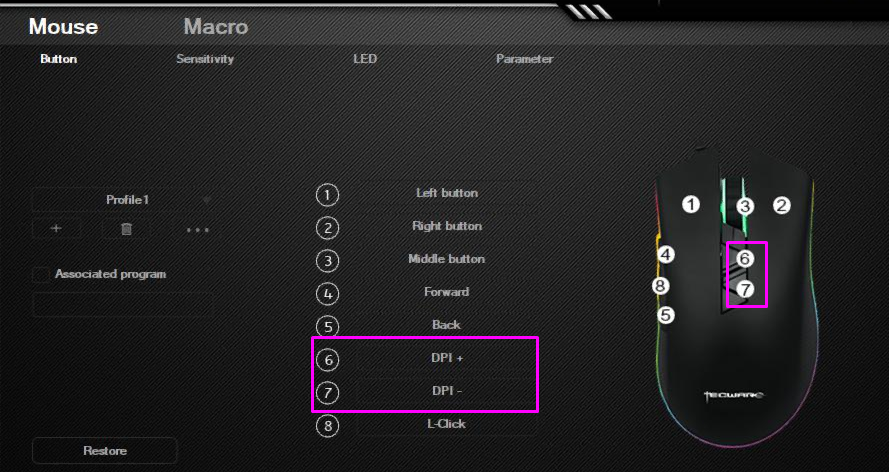 Mouse Macro
Button Sensitivity LED Parameter
Profile1
+
Associated program
Restore
1 Left button
2 Right button
3 Middle button
4 Forward
5 Back
6 DPI +
7 DPI -
8 L-Click
1 3 2
4 6
8 7
5
TECWARE